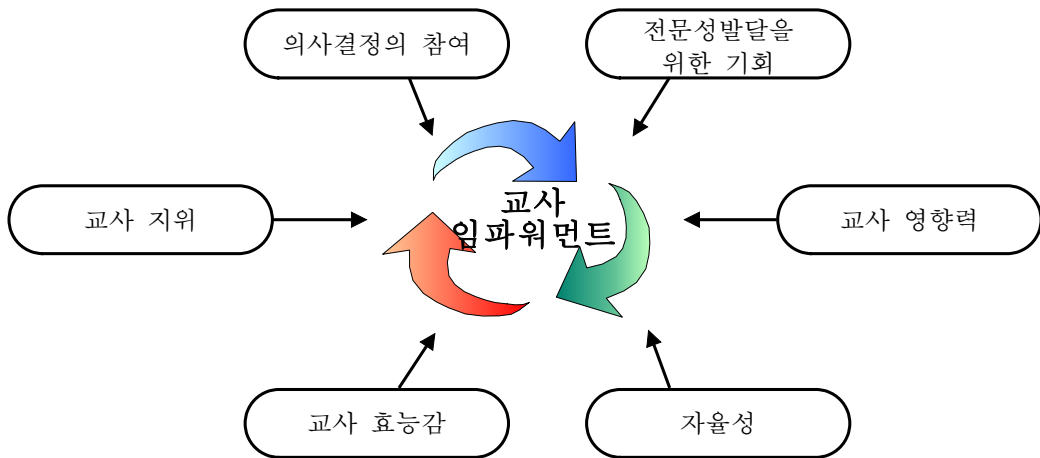 의사결정의 참여
전문성발달을
위한 기회
교사 지위
교사
임파워먼트
교사 영향력
교사 효능감
자율성